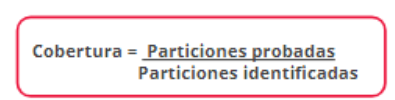 Cobertura = Particiones probadas
Particiones identificadas